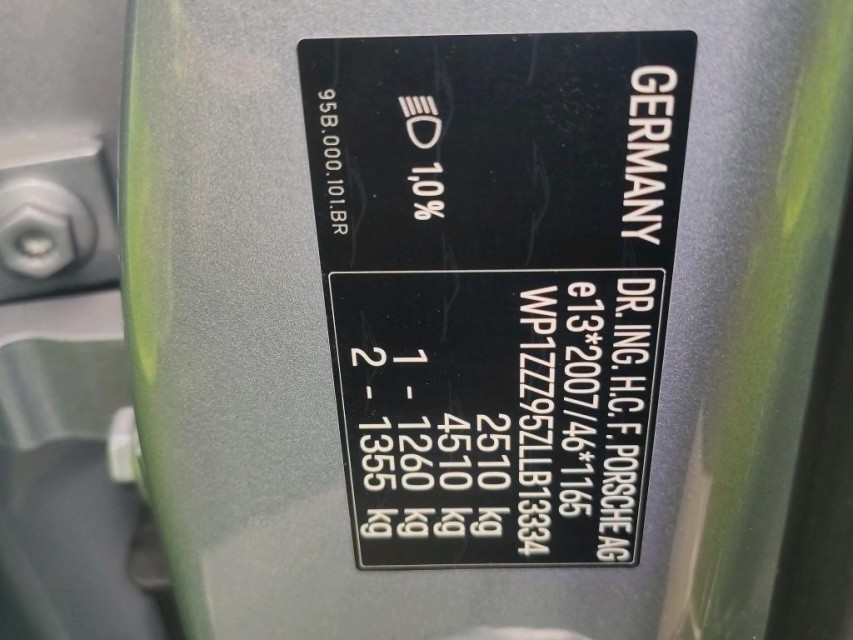 GERMANY
1,0%
95B.000.101.BR
DR. ING. H.C. F. PORSCHE AG
e13*2007/46*1165
WP1ZZZ95ZLLB13334
2510 kg
4510 kg
1 - 1260 kg
2 - 1355 kg